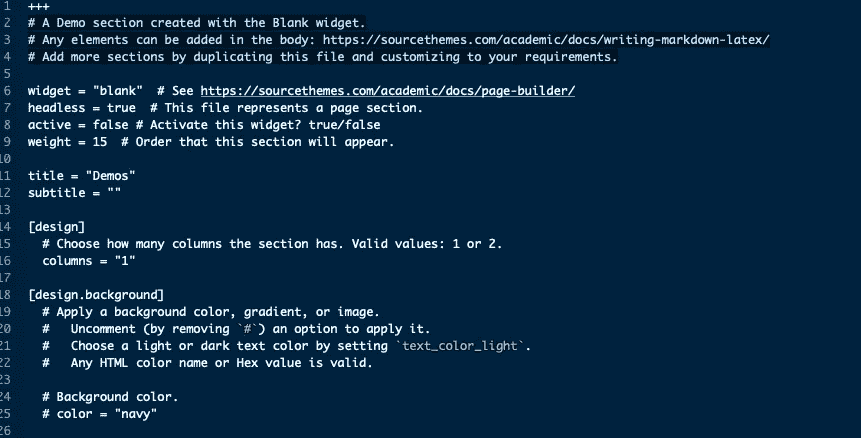 1 +++
2 # A Demo section created with the Blank widget.
3 # Any elements can be added in the body: https://sourcethemes.com/academic/docs/writing-markdown-latex/
4 # Add more sections by duplicating this file and customizing to your requirements.
5
6 widget = "blank"  # See https://sourcethemes.com/academic/docs/page-builder/
7 headless = true  # This file represents a page section.
8 active = false # Activate this widget? true/false
9 weight = 15  # Order that this section will appear.
10
11 title = "Demos"
12 subtitle = ""
13
14 [design]
15   # Choose how many columns the section has. Valid values: 1 or 2.
16   columns = "1"
17
18 [design.background]
19   # Apply a background color, gradient, or image.
20   #   Uncomment (by removing `#`) an option to apply it.
21   #   Choose a light or dark text color by setting `text_color_light`.
22   #   Any HTML color name or Hex value is valid.
23
24   # Background color.
25   # color = "navy"
26